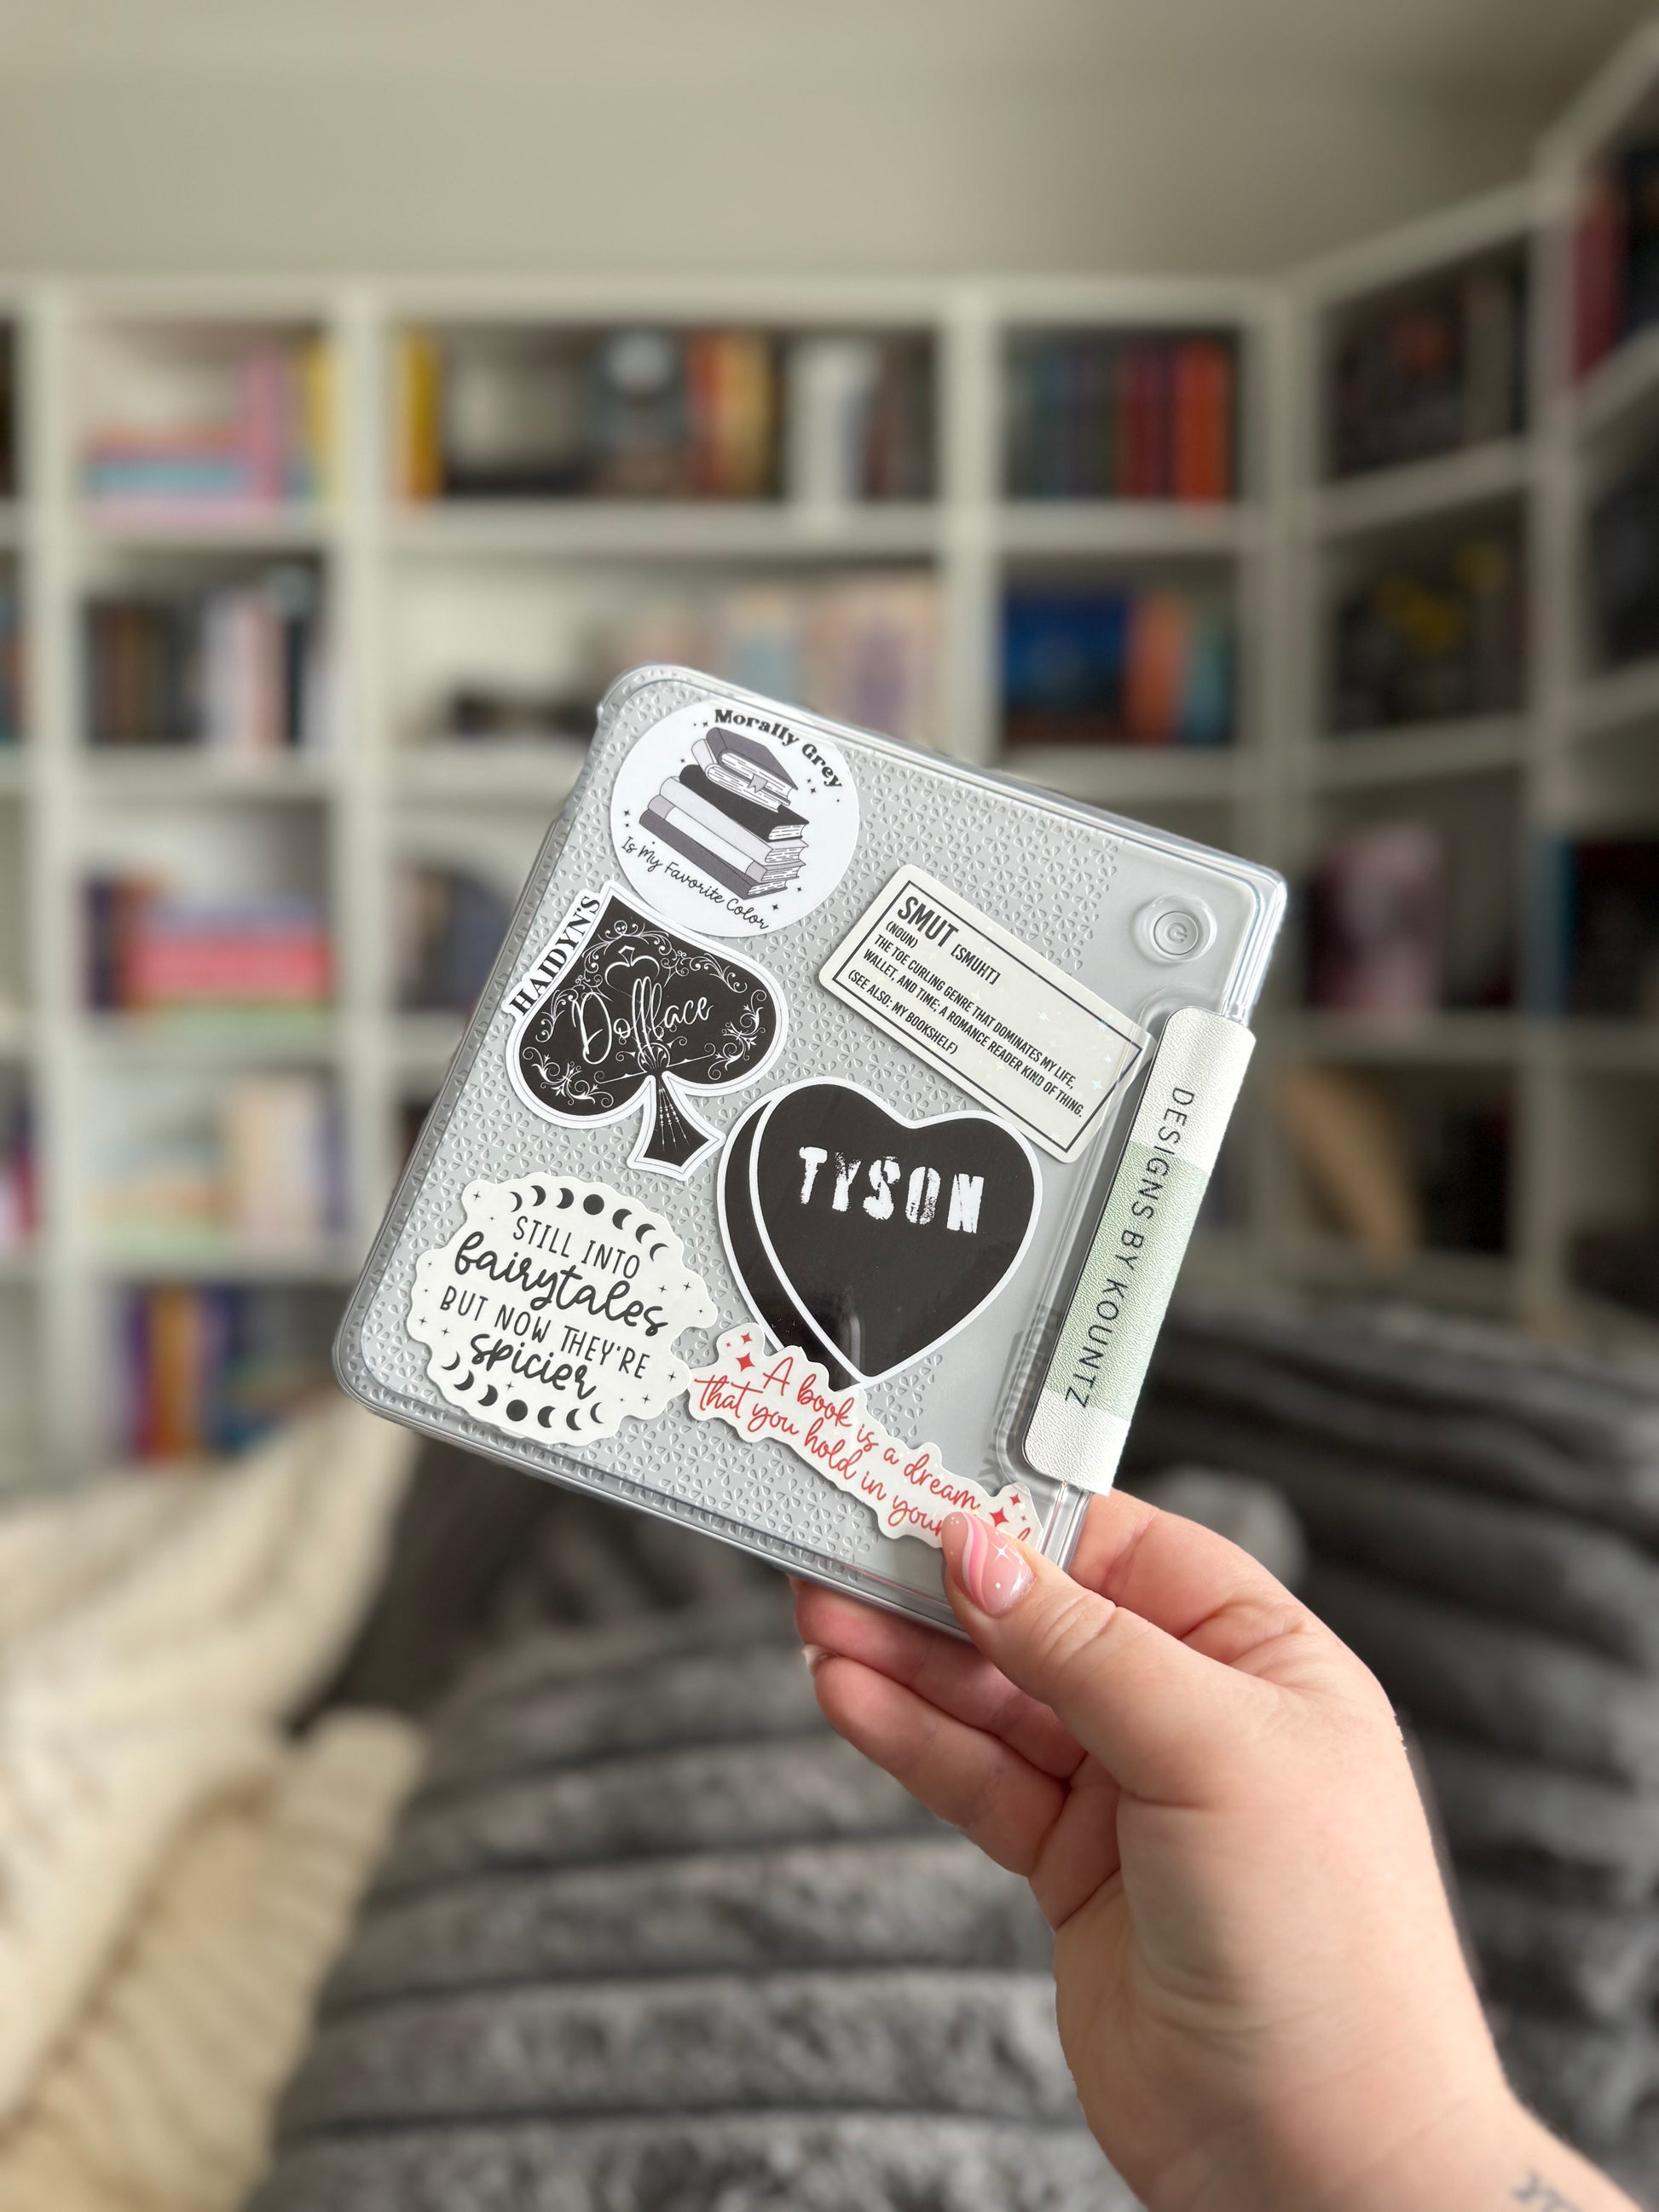 Morally Grey
Is My Favorite Color
HAIDYN'S
Dollface
SMUT [SMUHT]
(NOUN)
THE TOE CURLING GENRE THAT DOMINATES MY LIFE,
WALLET, AND TIME; A ROMANCE READER KIND OF THING.
(SEE ALSO: MY BOOKSHELF)
TYSON
STILL INTO
fairytales
BUT NOW THEY'RE
spicier
A book is a dream
that you hold in your
DESIGNS BY KOUNTZ